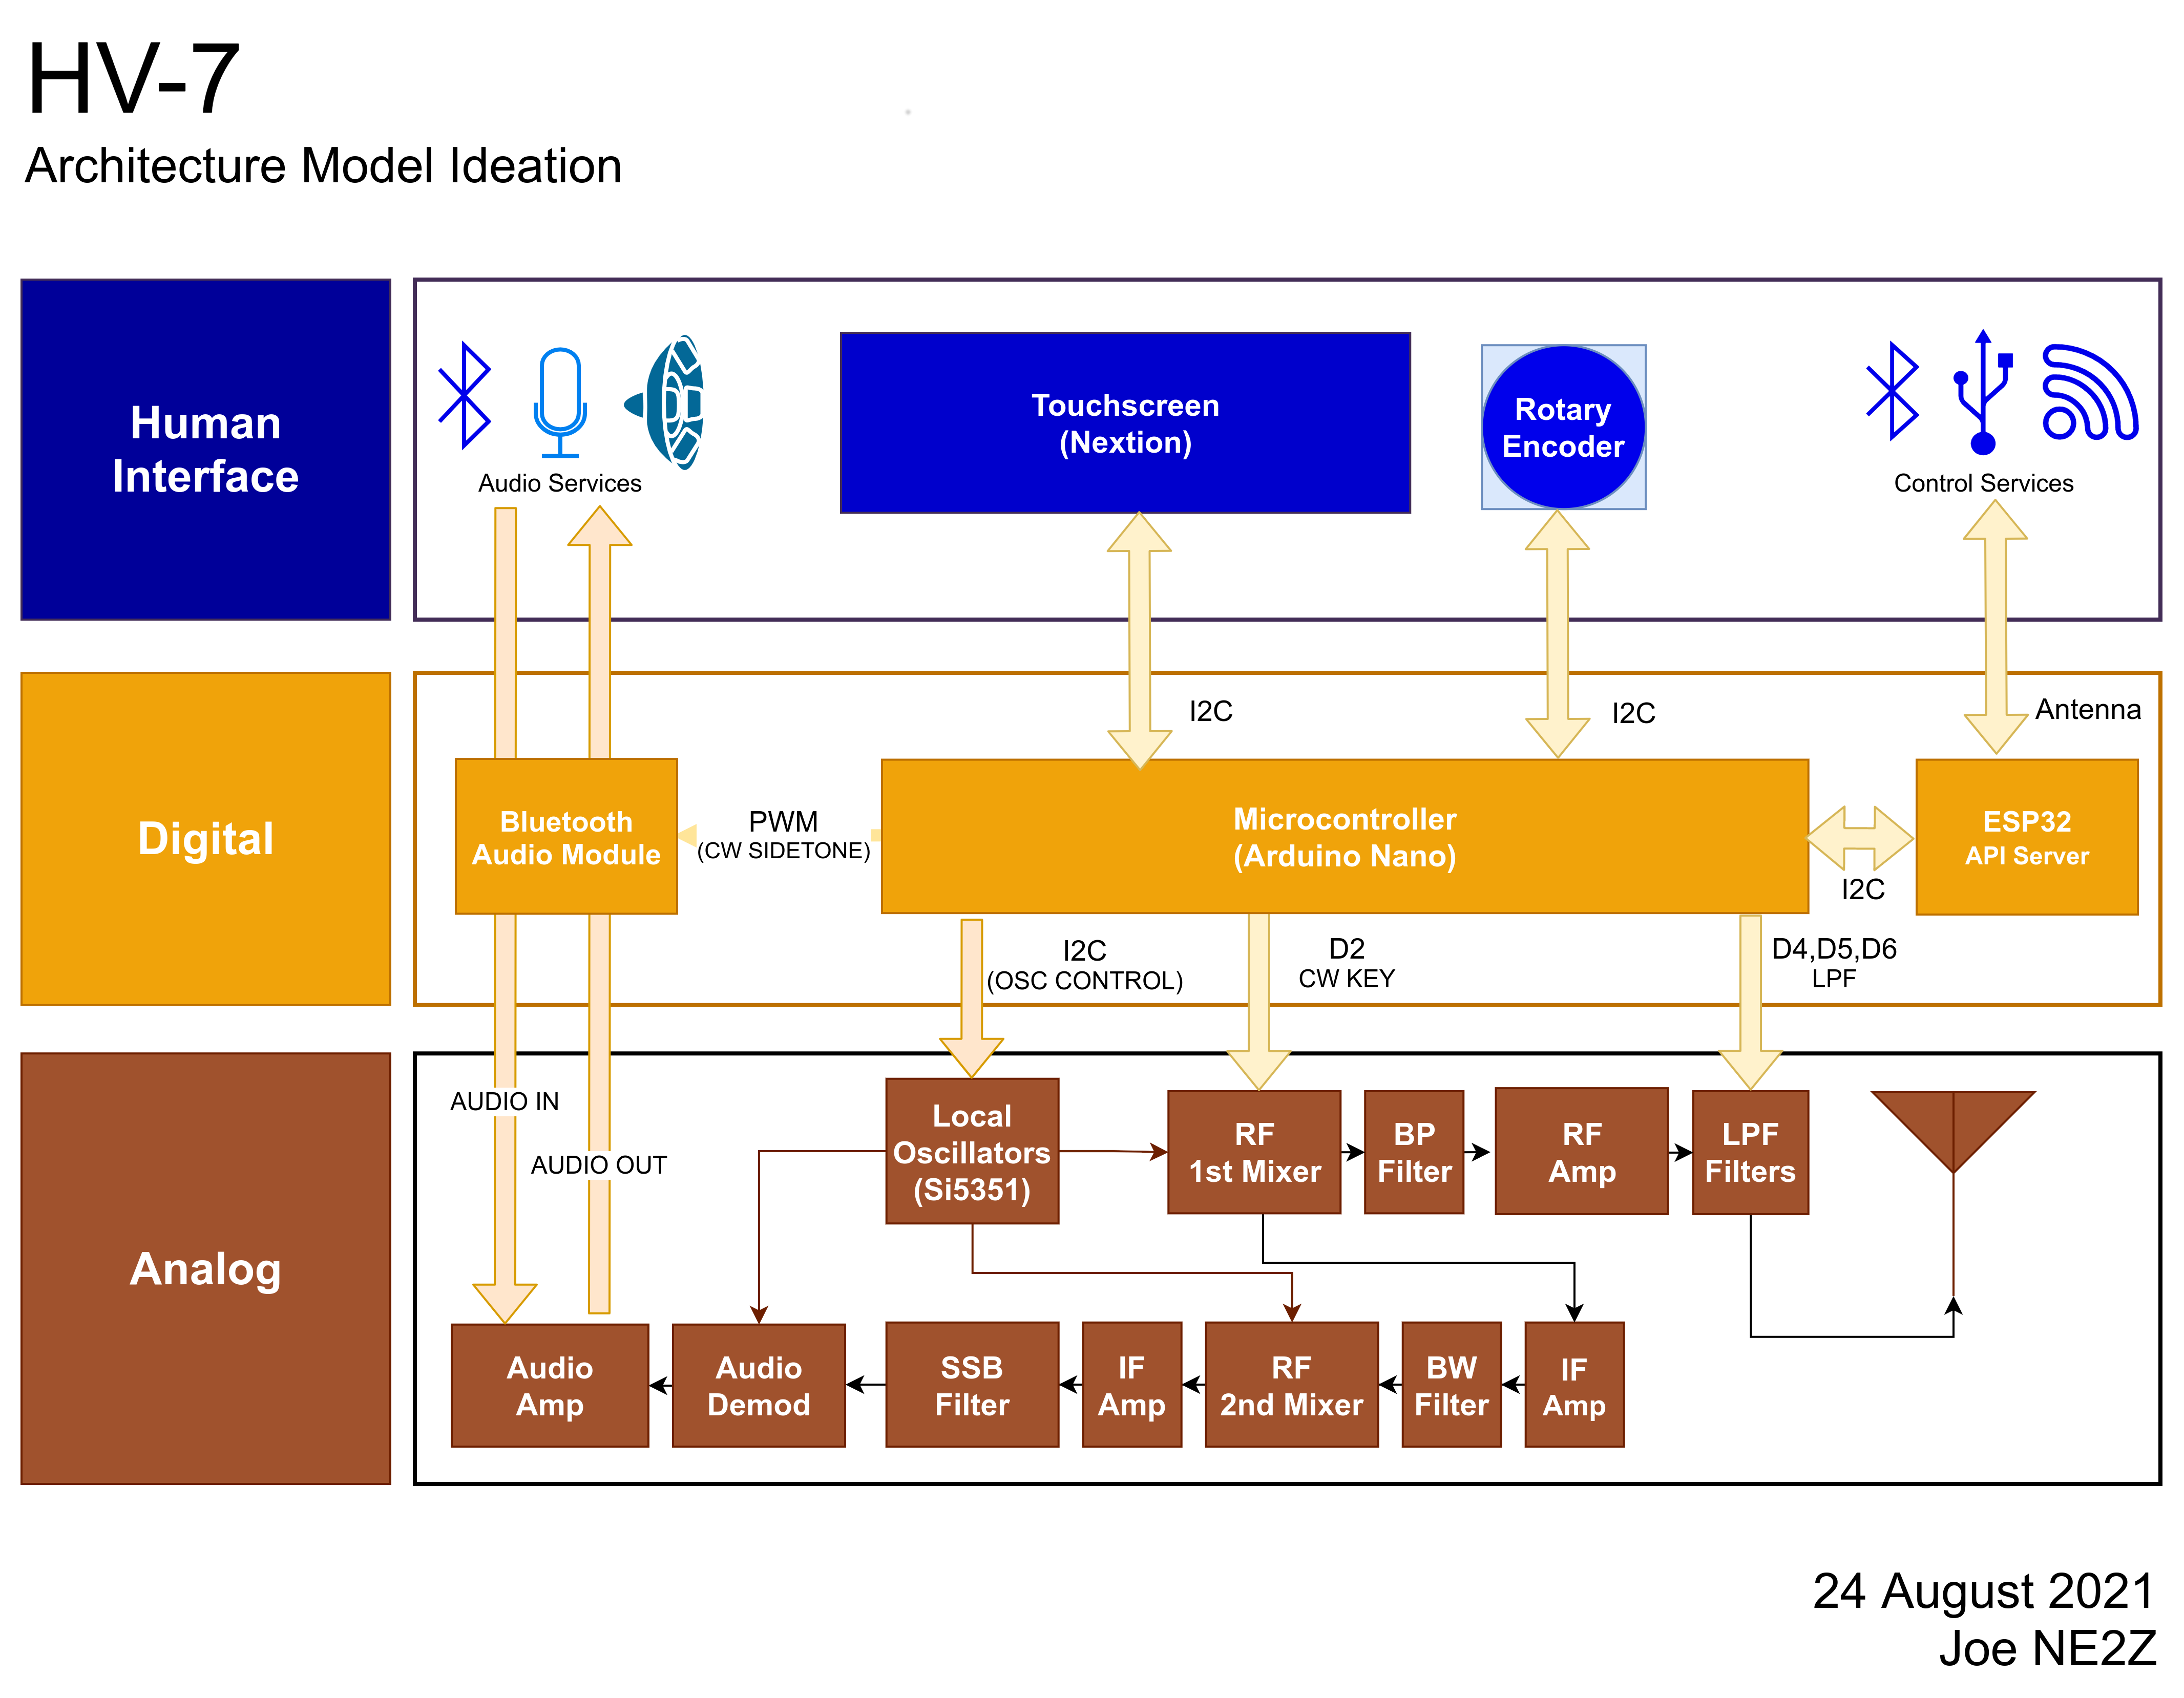 HV-7
Architecture Model Ideation
Human
Interface
Audio Services
Touchscreen
(Nextion)
Rotary
Encoder
Control Services
Digital
I2C
I2C
Antenna
Bluetooth
Audio Module
PWM
(CW SIDETONE)
Microcontroller
(Arduino Nano)
I2C
ESP32
API Server
I2C
(OSC CONTROL)
D2
CW KEY
D4,D5,D6
LPF
Analog
AUDIO IN
AUDIO OUT
Local
Oscillators
(Si5351)
RF
1st Mixer
BP
Filter
RF
Amp
LPF
Filters
Audio
Amp
Audio
Demod
SSB
Filter
IF
Amp
RF
2nd Mixer
BW
Filter
IF
Amp
24 August 2021
Joe NE2Z